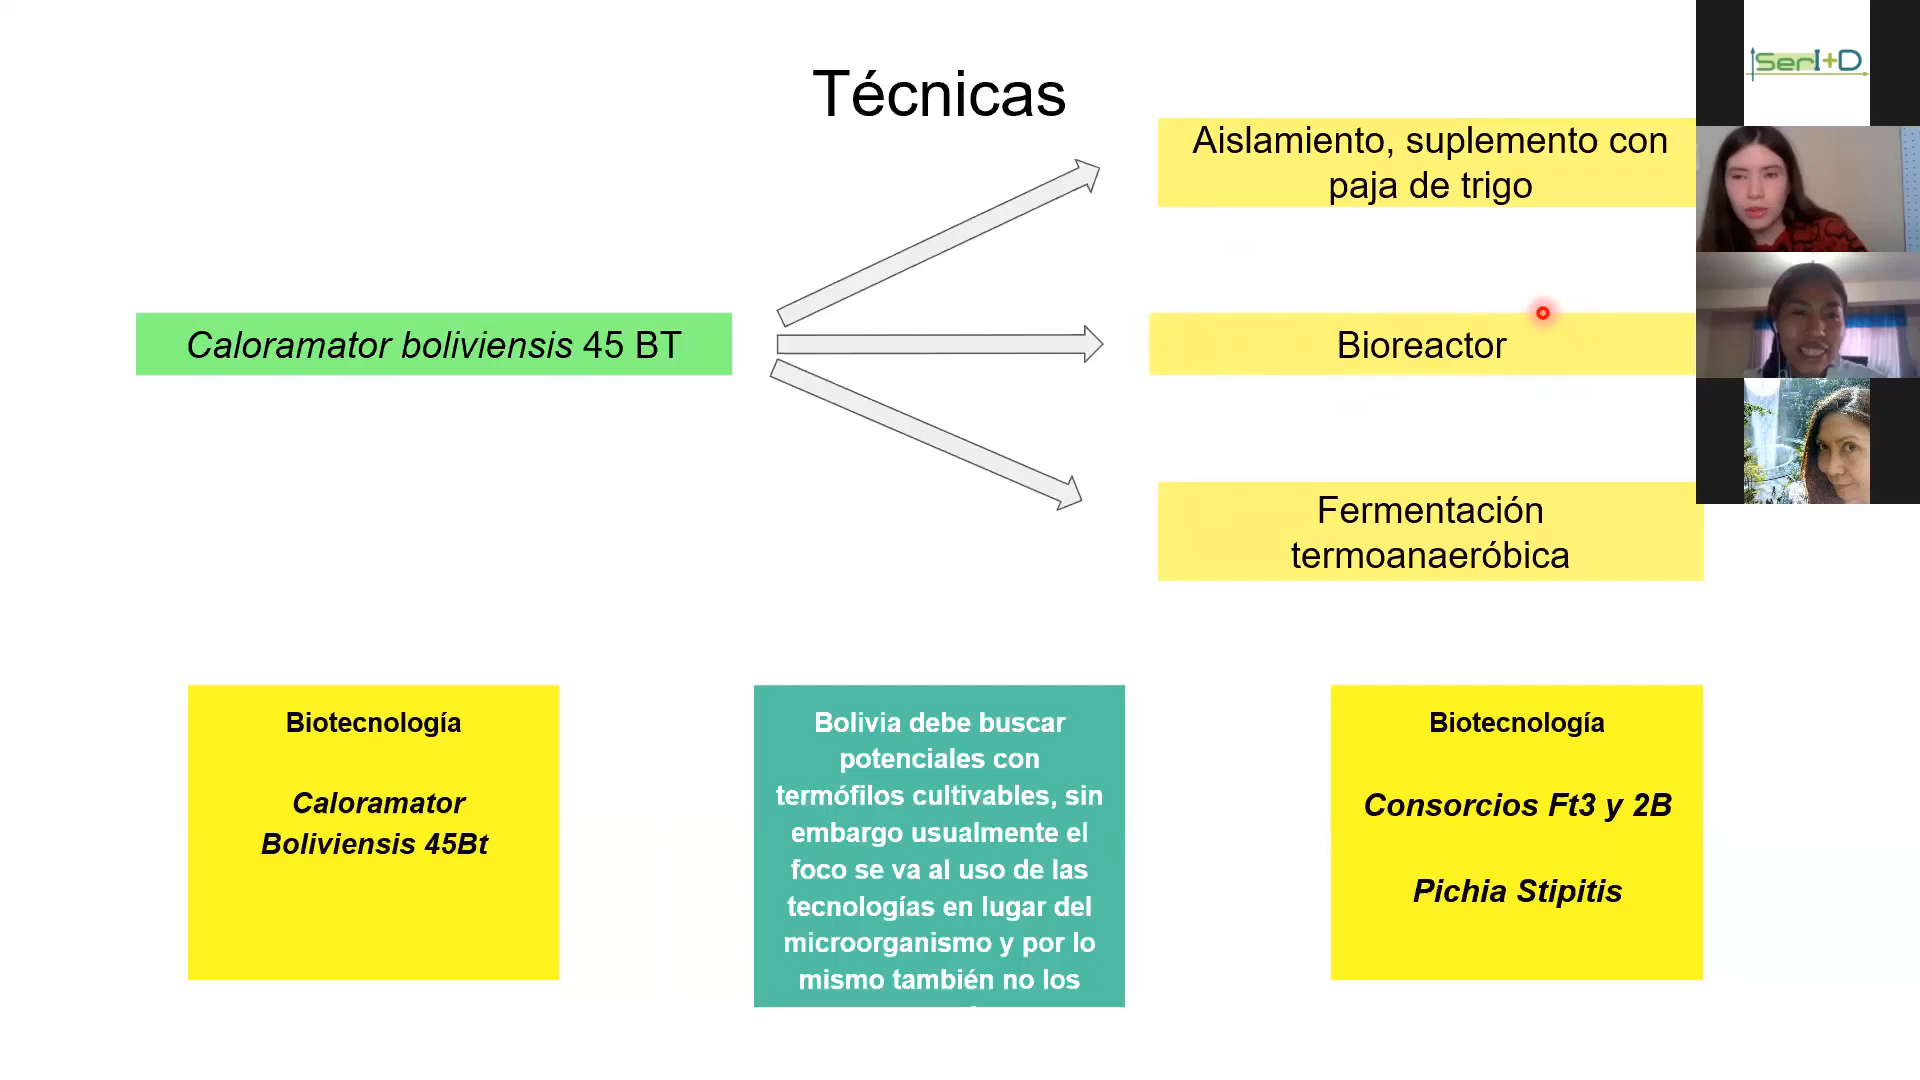 SerI+D
Técnicas
Aislamiento, suplemento con
paja de trigo
Caloramator boliviensis 45 BT
Bioreactor
Fermentación
termoanaeróbica
Biotecnología
Caloramator
Boliviensis 45Bt
Bolivia debe buscar
potenciales con
termófilos cultivables, sin
embargo usualmente el
foco se va al uso de las
tecnologías en lugar del
microorganismo y por lo
mismo también no los
Biotecnología
Consorcios Ft3 y 2B
Pichia Stipitis